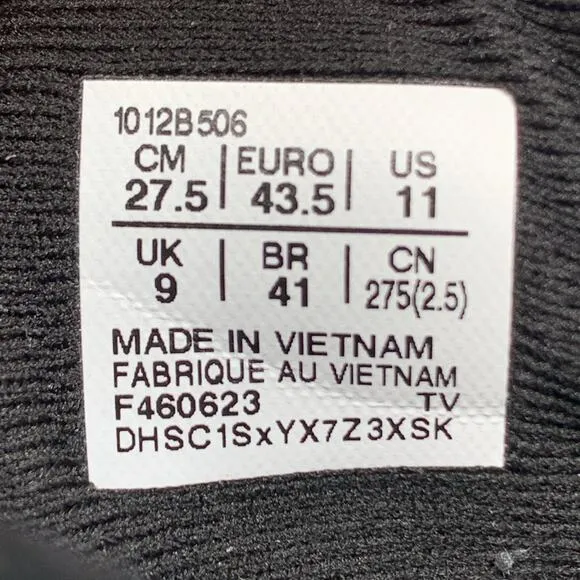 1012B506
CM | EURO | US
27.5 | 43.5 | 11
UK | BR | CN
9 | 41 | 275(2.5)
MADE IN VIETNAM
FABRIQUE AU VIETNAM
F460623 TV
DHSC1SxYX7Z3XSK